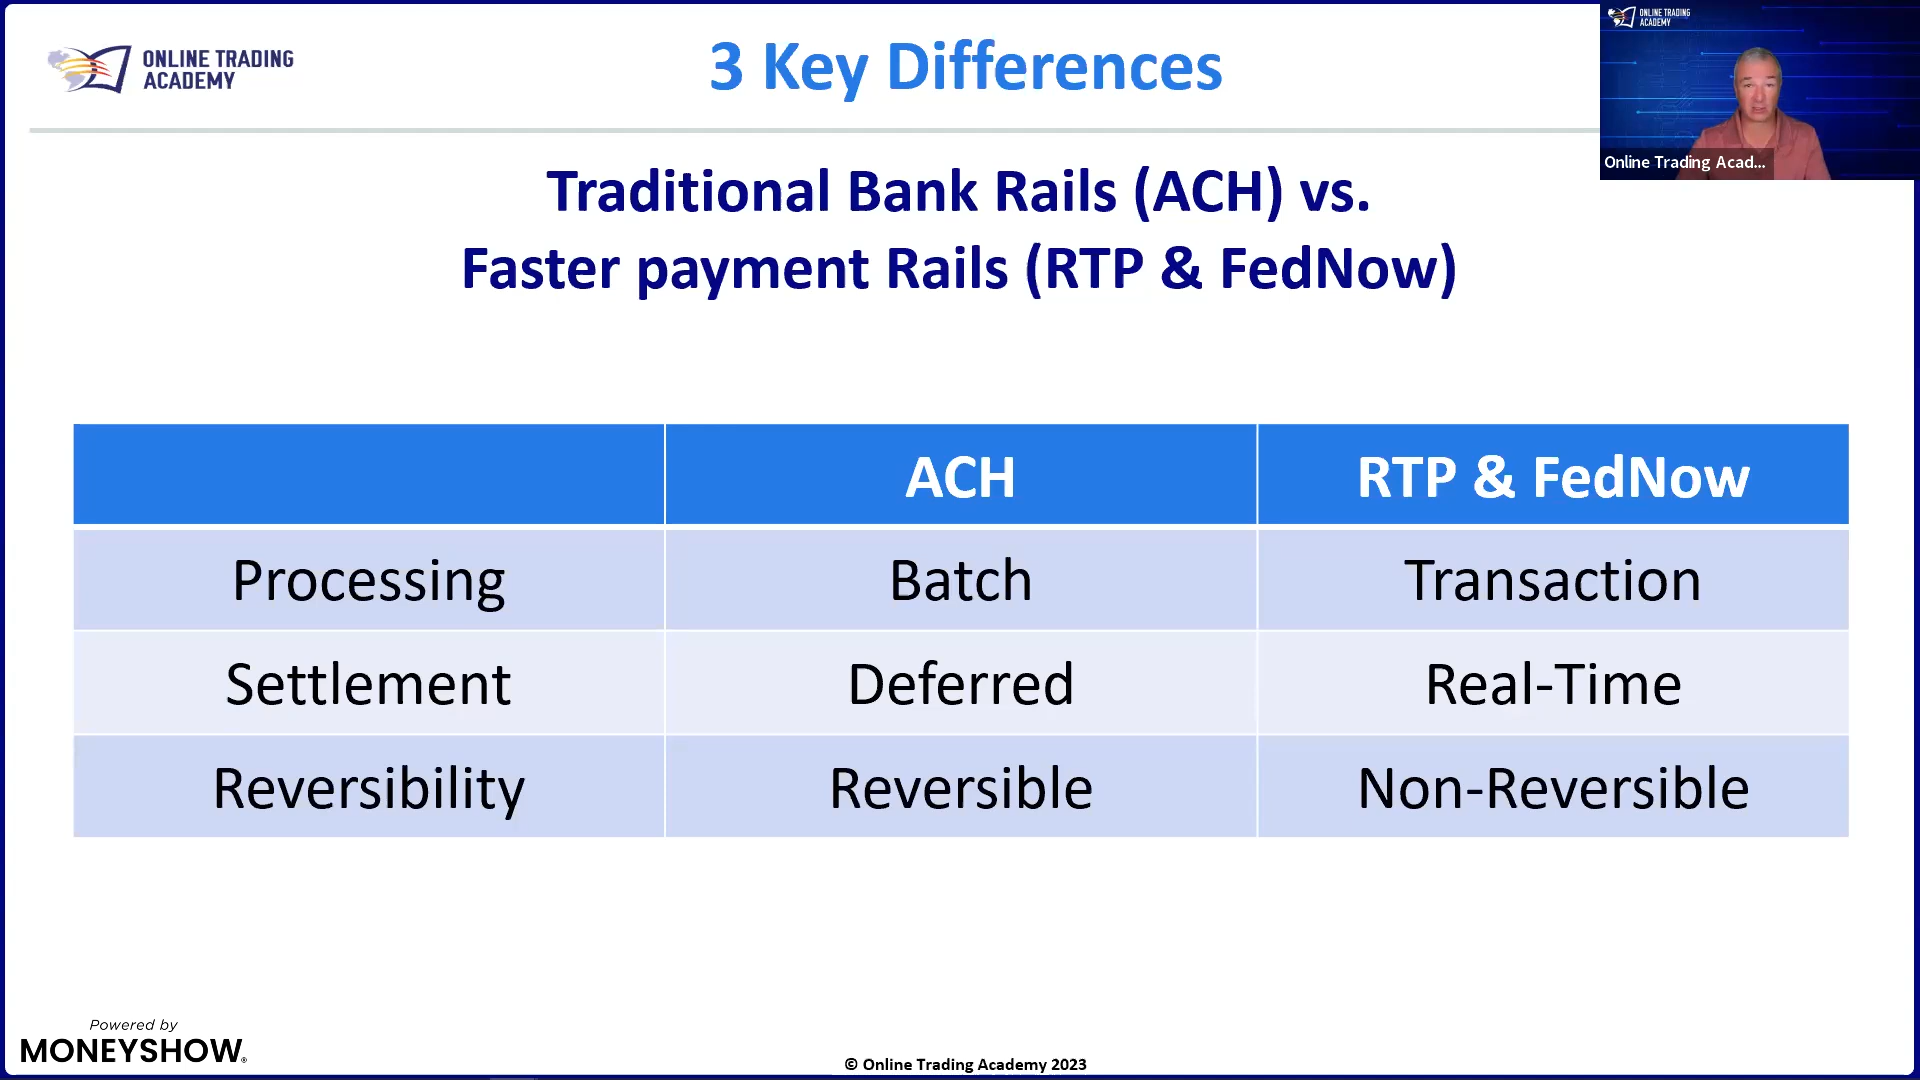 ONLINE TRADING
ACADEMY
3 Key Differences
ONLINE TRADING
ACADEMY
Online Trading Acad...
Traditional Bank Rails (ACH) vs.
Faster payment Rails (RTP & FedNow)
ACH
RTP & FedNow
Processing
Batch
Transaction
Settlement
Deferred
Real-Time
Reversibility
Reversible
Non-Reversible
Powered by
MONEYSHOW®
© Online Trading Academy 2023